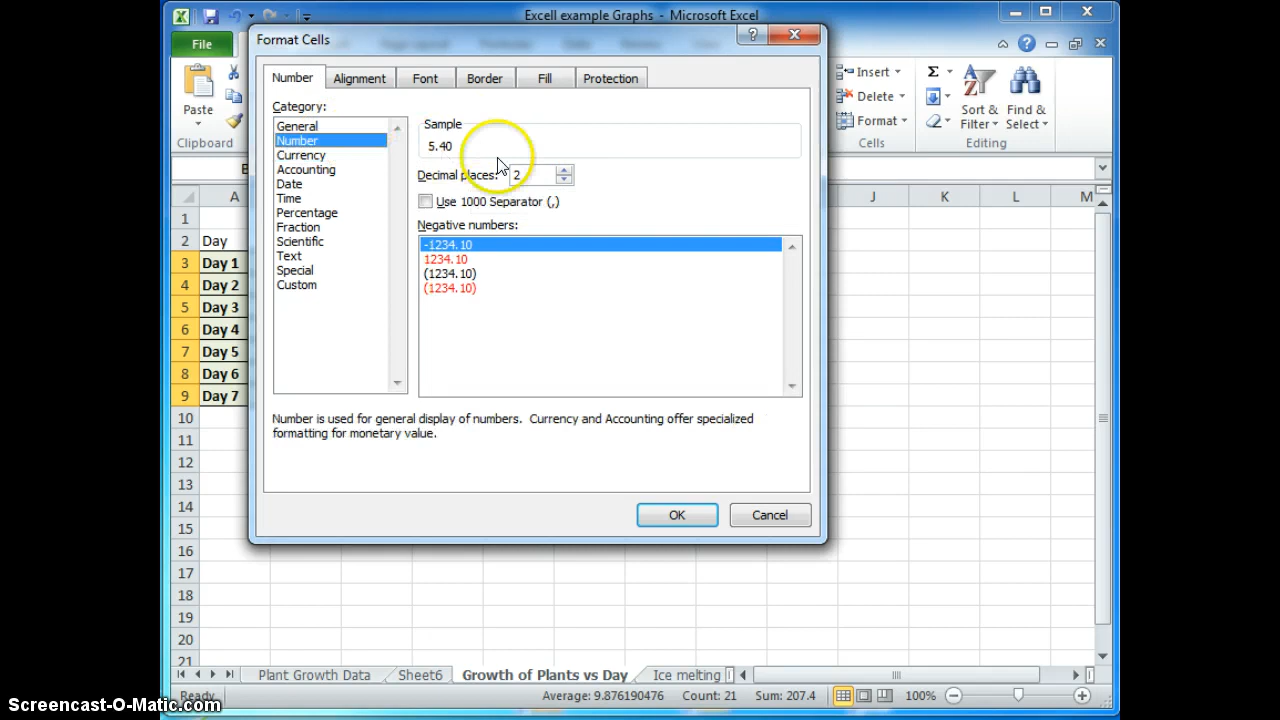 Excell example Graphs - Microsoft Excel
Format Cells
File
Number Alignment Font Border Fill Protection
Paste
Clipboard
Insert
Delete
Format
Cells
Σ
Sort & Filter
Find & Select
Editing
Category:
General
Number
Currency
Accounting
Date
Time
Percentage
Fraction
Scientific
Text
Special
Custom
Sample
5.40
Decimal places: 2
Use 1000 Separator (,)
Negative numbers:
-1234.10
1234.10
(1234.10)
(1234.10)
Number is used for general display of numbers. Currency and Accounting offer specialized
formatting for monetary value.
OK Cancel
A J K L M
1
2 Day
3 Day 1
4 Day 2
5 Day 3
6 Day 4
7 Day 5
8 Day 6
9 Day 7
10
11
12
13
14
15
16
17
18
19
20
21
Plant Growth Data Sheet6 Growth of Plants vs Day Ice melting
Ready Average: 9.876190476 Count: 21 Sum: 207.4 100%
Screencast-O-Matic.com